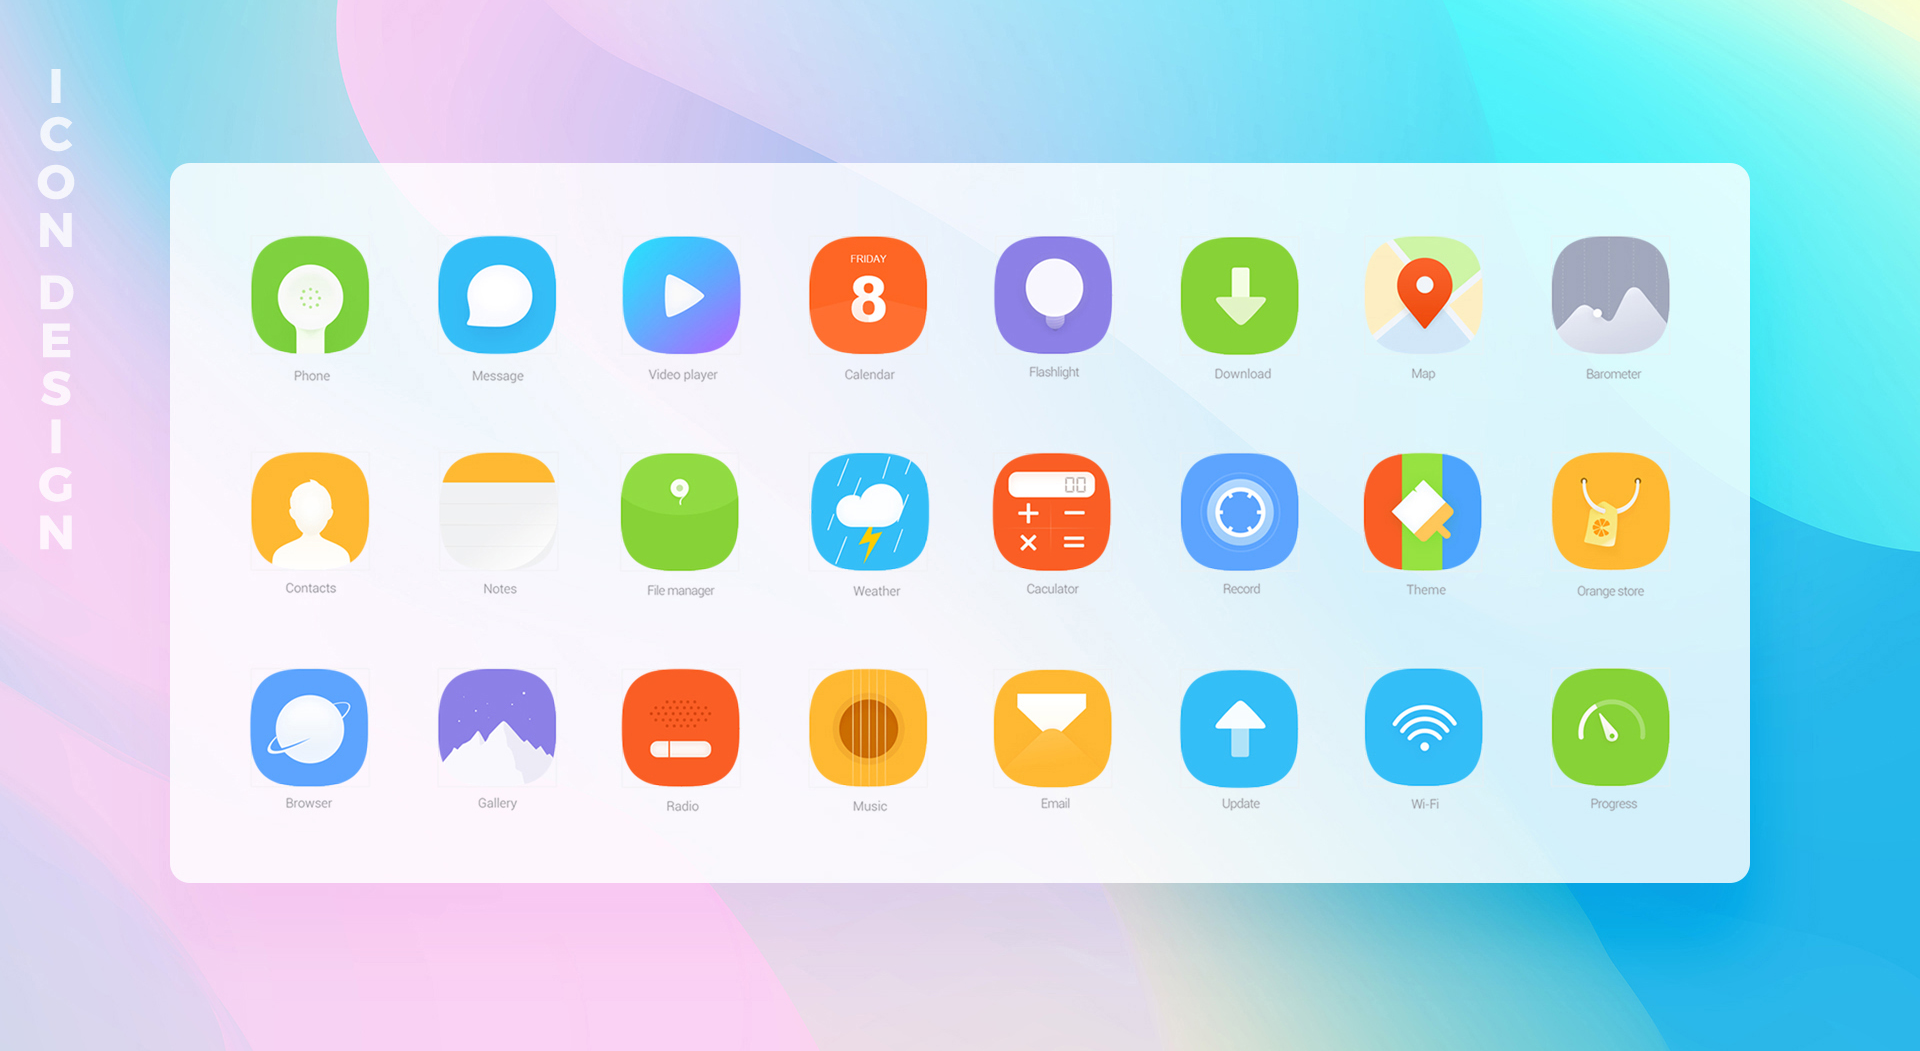 ICON DESIGN
FRIDAY
8
Phone
Message
Video player
Calendar
Flashlight
Download
Map
Barometer
00
Contacts
Notes
File manager
Weather
Caculator
Record
Theme
Orange store
Browser
Gallery
Radio
Music
Email
Update
Wi-Fi
Progress